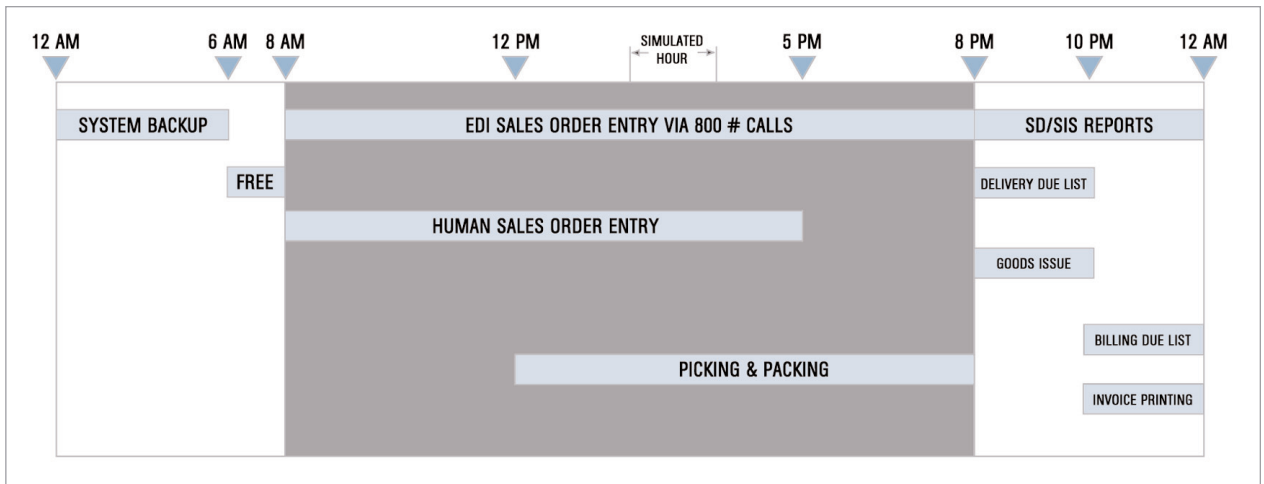 12 AM
6 AM
8 AM
12 PM
SIMULATED
HOUR
5 PM
8 PM
10 PM
12 AM
SYSTEM BACKUP
EDI SALES ORDER ENTRY VIA 800 # CALLS
SD/SIS REPORTS
FREE
DELIVERY DUE LIST
HUMAN SALES ORDER ENTRY
GOODS ISSUE
BILLING DUE LIST
PICKING & PACKING
INVOICE PRINTING